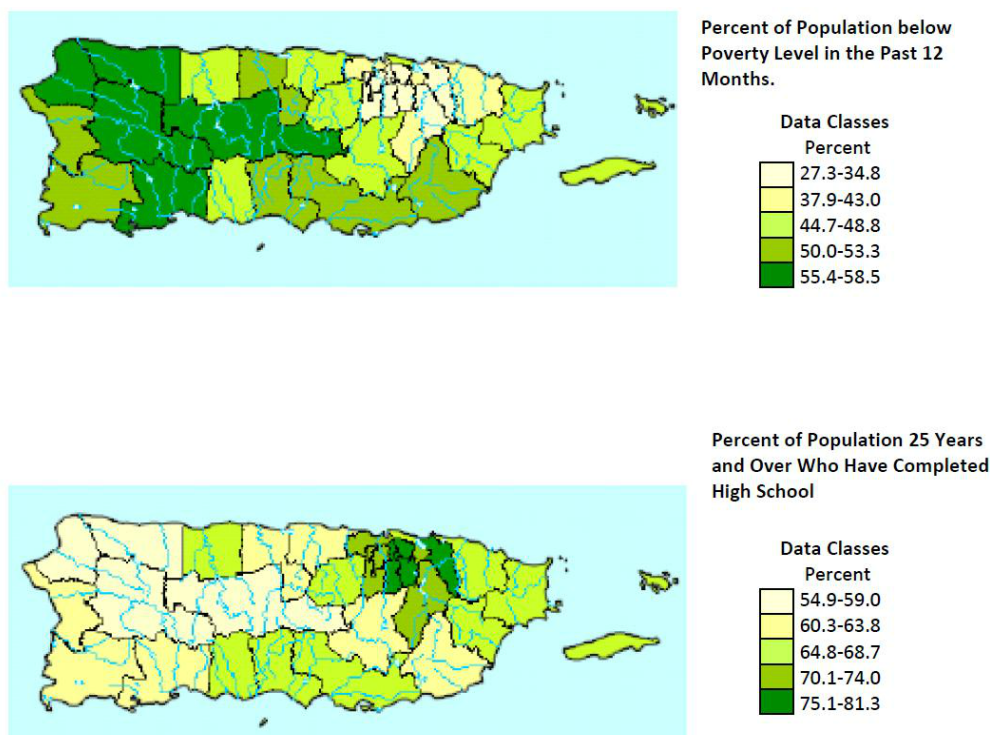 Percent of Population below
Poverty Level in the Past 12
Months.
Data Classes
Percent
27.3-34.8
37.9-43.0
44.7-48.8
50.0-53.3
55.4-58.5
Percent of Population 25 Years
and Over Who Have Completed
High School
Data Classes
Percent
54.9-59.0
60.3-63.8
64.8-68.7
70.1-74.0
75.1-81.3